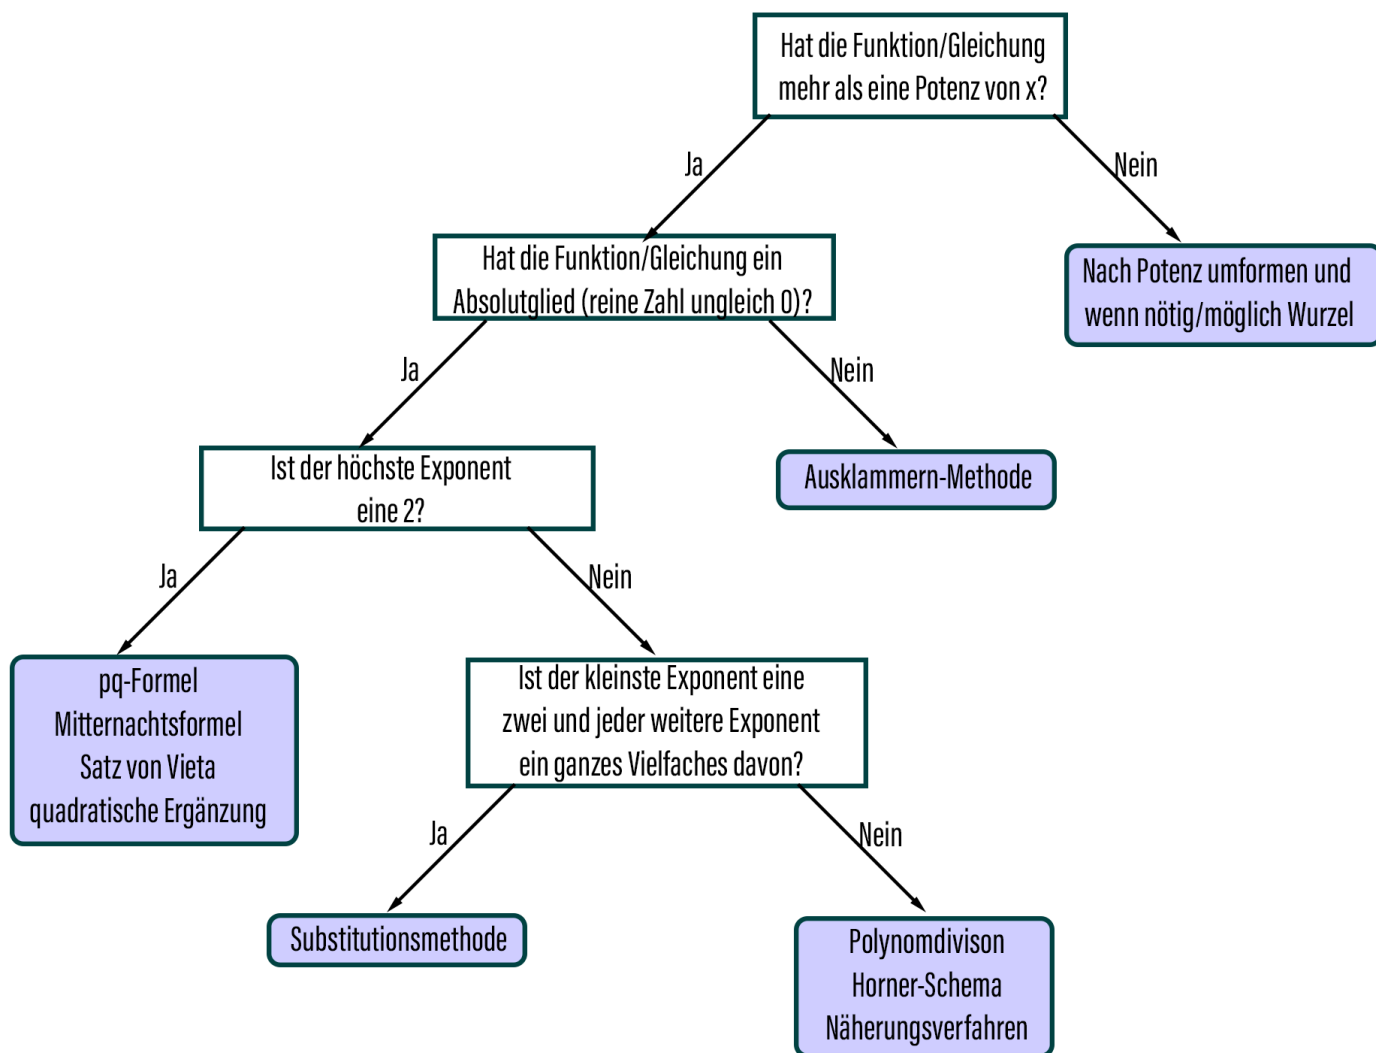 Hat die Funktion/Gleichung
mehr als eine Potenz von x?
Ja
Nein
Hat die Funktion/Gleichung ein
Absolutglied (reine Zahl ungleich 0)?
Nach Potenz umformen und
wenn nötig/möglich Wurzel
Ja
Nein
Ist der höchste Exponent
eine 2?
Ausklammern-Methode
Ja
Nein
pq-Formel
Mitternachtsformel
Satz von Vieta
quadratische Ergänzung
Ist der kleinste Exponent eine
zwei und jeder weitere Exponent
ein ganzes Vielfaches davon?
Ja
Nein
Substitutionsmethode
Polynomdivison
Horner-Schema
Näherungsverfahren